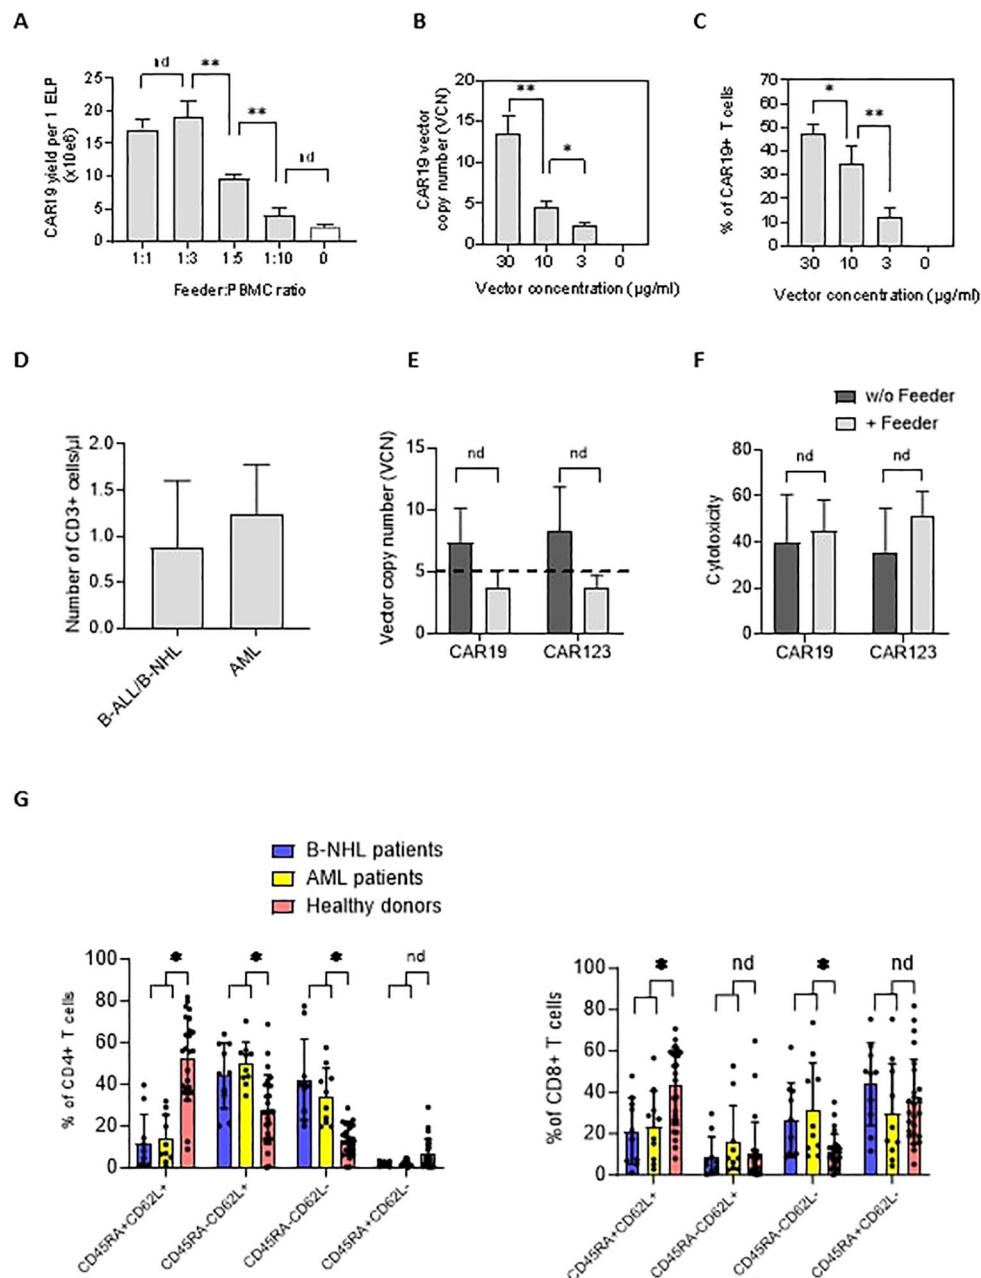 A
B
C
CAR19 yield per 1 ELP
(x10e6)
25
20
15
10
5
0
nd
**
**
nd
1:1
1:3
1:5
1:10
0
Feeder:PBMC ratio
CAR19 vector
copy number (VCN)
20
15
10
5
0
**
*
30
10
3
0
Vector concentration (µg/ml)
% of CAR19+ T cells
70
60
50
40
30
20
10
0
*
**
30
10
3
0
Vector concentration (µg/ml)
D
E
F
Number of CD3+ cells/µl
2.0
1.5
1.0
0.5
0.0
B-ALL/B-NHL
AML
Vector copy number (VCN)
15
10
5
0
nd
nd
CAR19
CAR123
w/o Feeder
+ Feeder
Cytotoxicity
80
60
40
20
0
nd
nd
CAR19
CAR123
G
B-NHL patients
AML patients
Healthy donors
% of CD4+ T cells
100
80
60
40
20
0
*
*
*
nd
CD45RA+CD62L+
CD45RA-CD62L+
CD45RA-CD62L-
CD45RA+CD62L-
% of CD8+ T cells
100
80
60
40
20
0
*
nd
*
nd
CD45RA+CD62L+
CD45RA-CD62L+
CD45RA-CD62L-
CD45RA+CD62L-